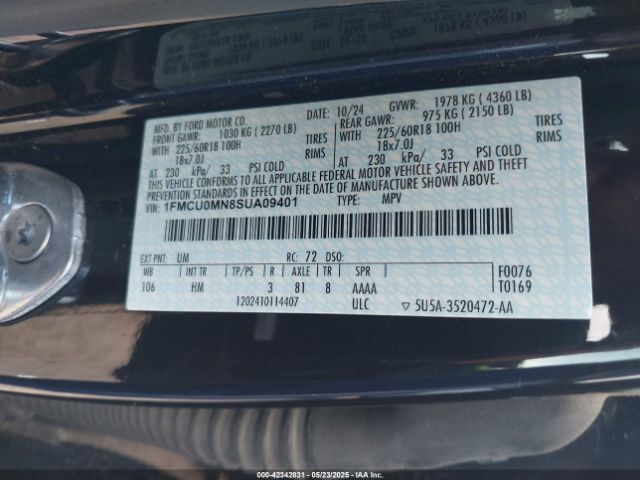 MFD. BY FORD MOTOR CO.
DATE: 10/24 GVWR: 1978 KG ( 4360 LB)
FRONT GAWR: 1030 KG ( 2270 LB) REAR GAWR: 975 KG ( 2150 LB)
WITH 225/60R18 100H TIRES WITH 225/60R18 100H TIRES
18x7.0J RIMS 18x7.0J RIMS
AT 230 kPa/ 33 PSI COLD AT 230 kPa/ 33 PSI COLD
THIS VEHICLE CONFORMS TO ALL APPLICABLE FEDERAL MOTOR VEHICLE SAFETY AND THEFT
PREVENTION STANDARDS IN EFFECT ON THE DATE OF MANUFACTURE SHOWN ABOVE.
VIN: 1FMCU0MN8SUA09401 TYPE: MPV
EXT PNT: UM RC: 72 DSO:
WB INT TR TP/PS R AXLE TR SPR F0076
106 HM 3 81 8 AAAA T0169
1202410114407 ULC ▽ 5U5A-3520472-AA
000-42342831 - 05/23/2025 - IAAI.COM